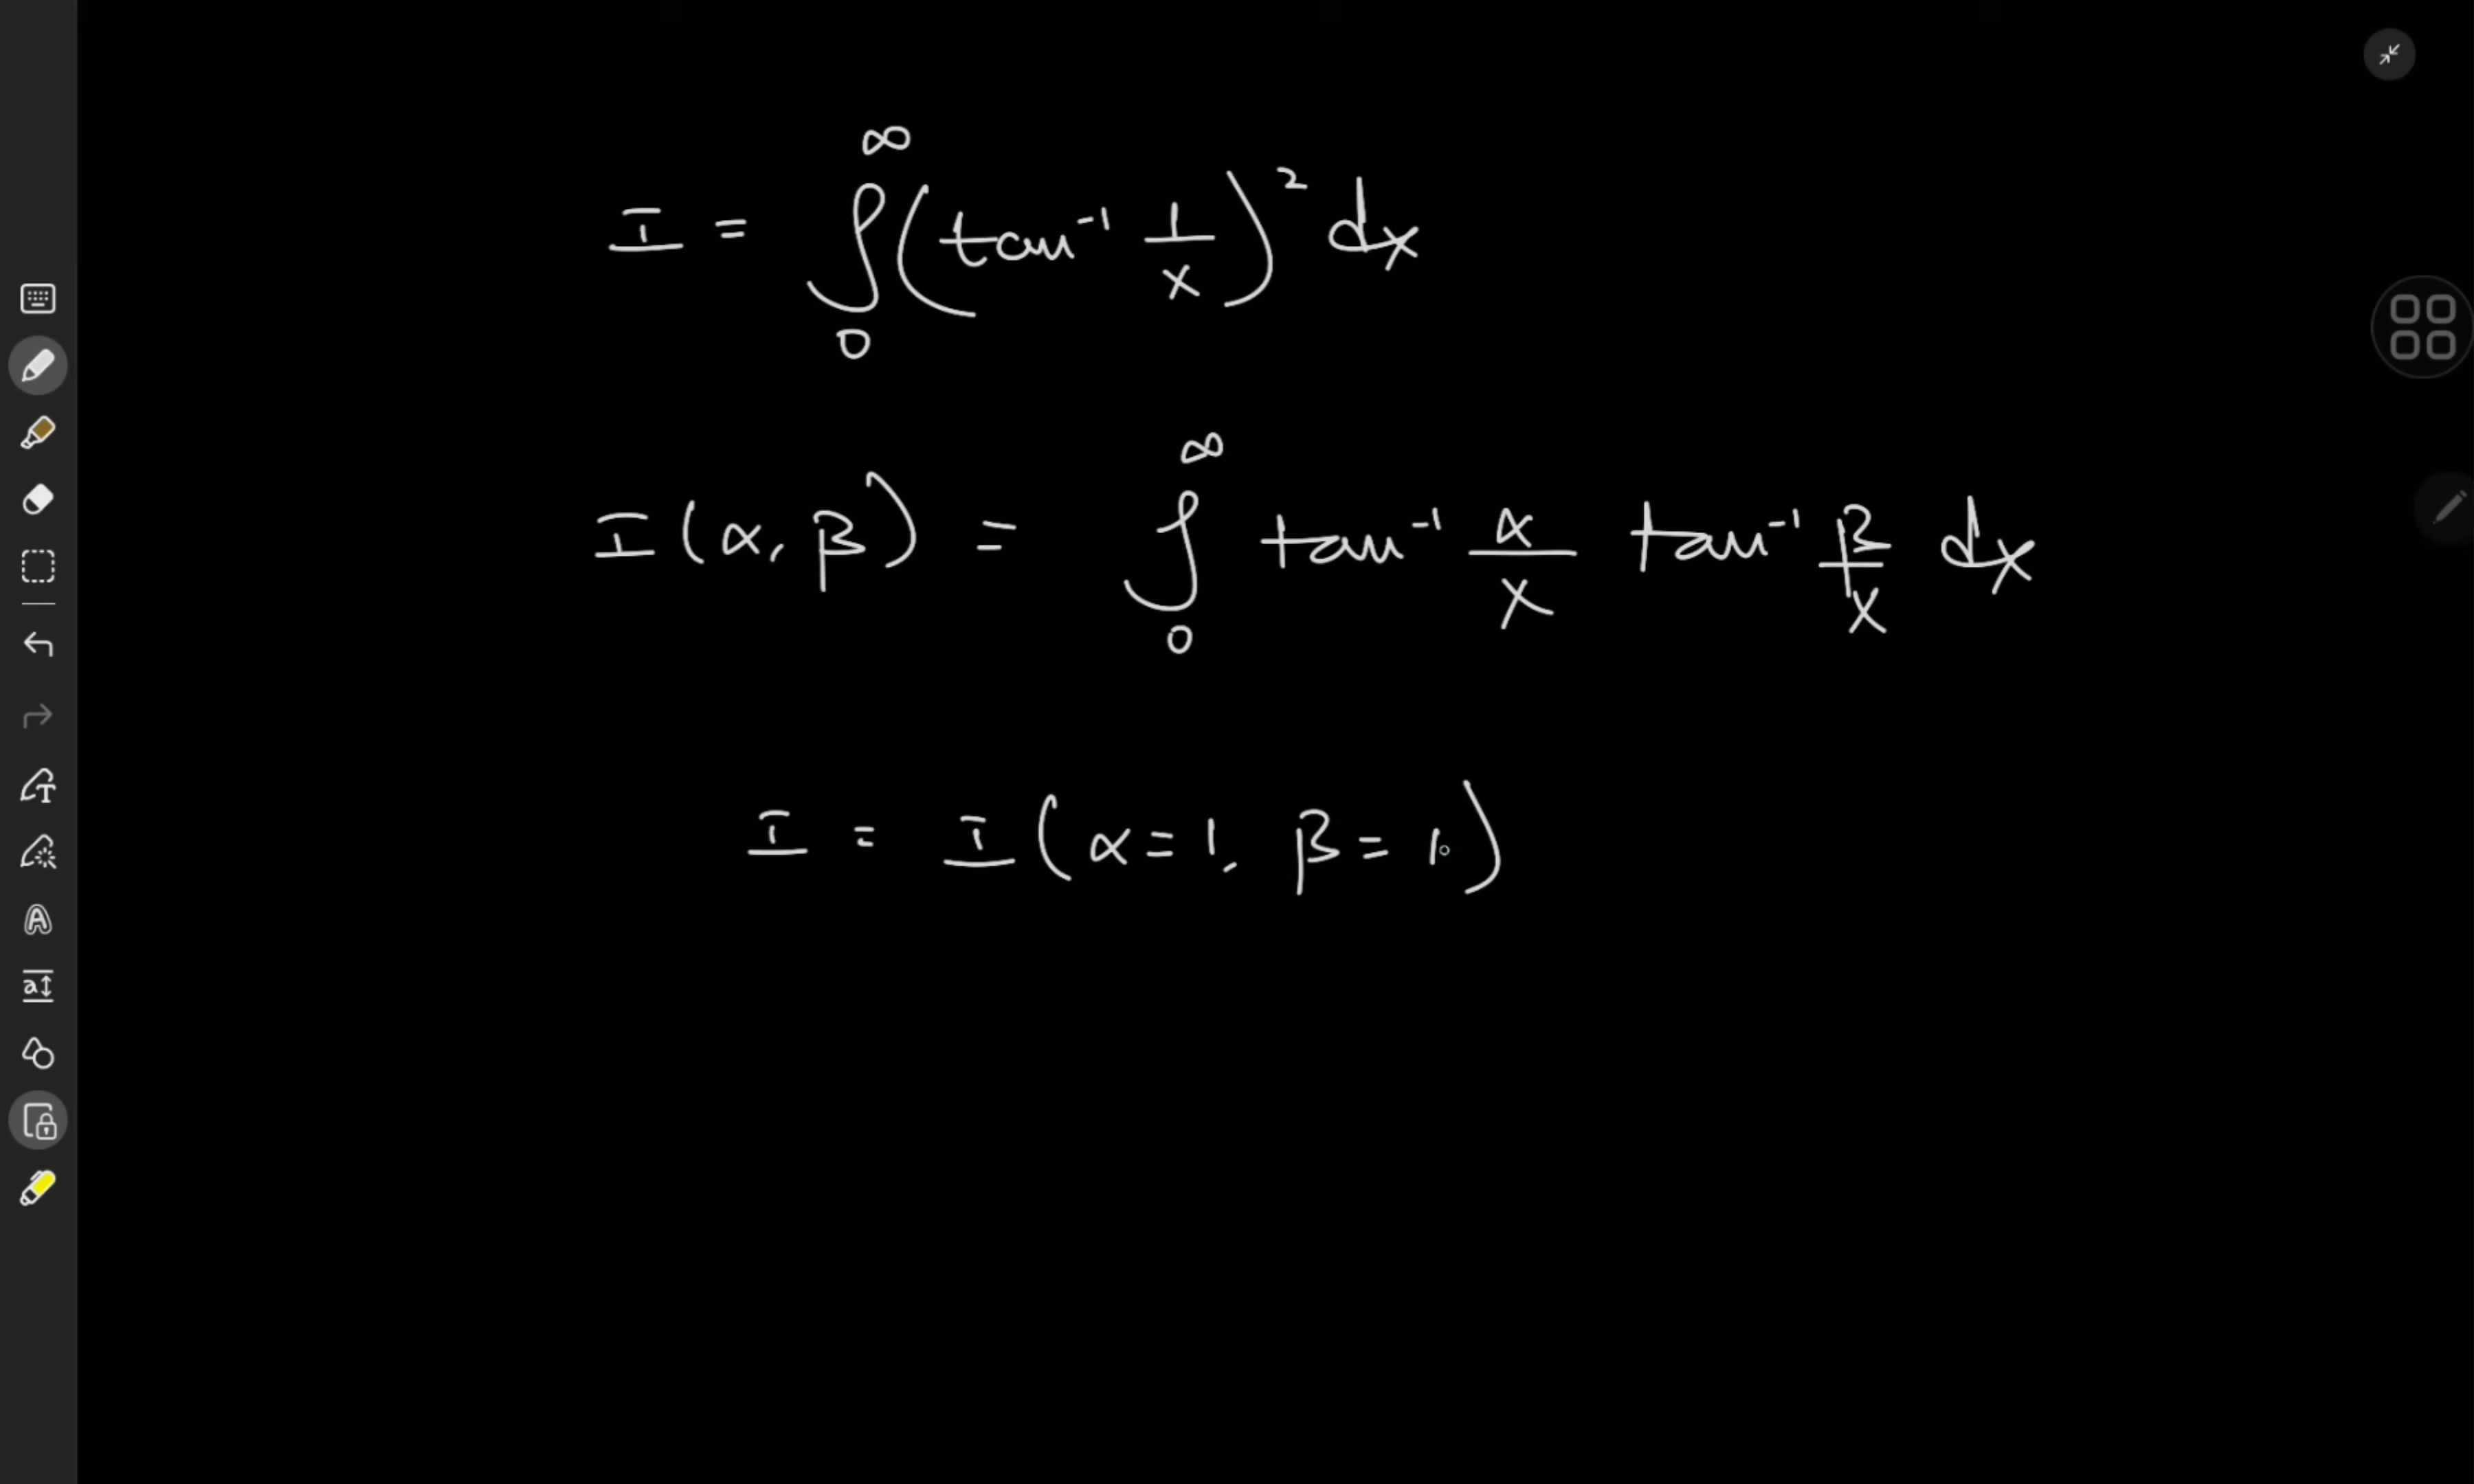 I = ∫₀^∞ (tan⁻¹ 1/x)² dx
I(α, β) = ∫₀^∞ tan⁻¹ α/x tan⁻¹ β/x dx
I = I(α=1, β=1)